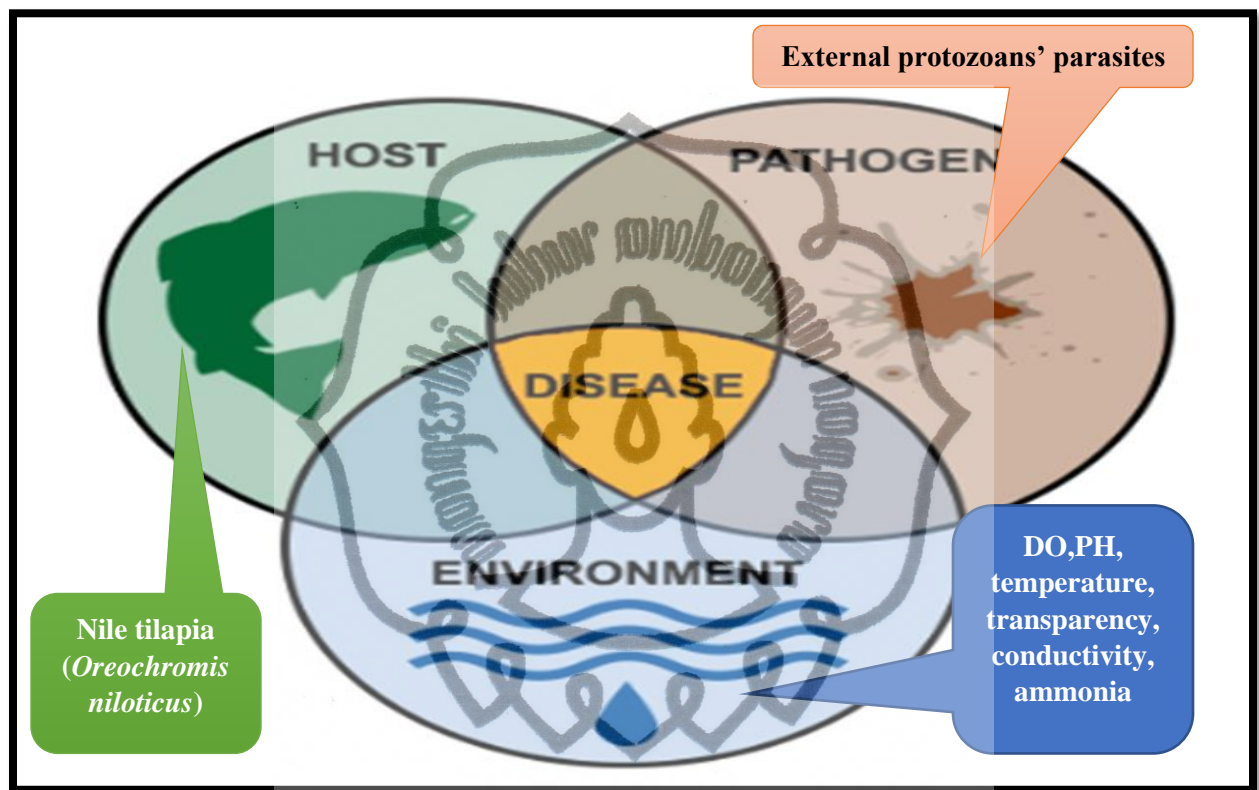 External protozoans’ parasites
HOST
PATHOGEN
DISEASE
ENVIRONMENT
Nile tilapia
(Oreochromis
niloticus)
DO,PH,
temperature,
transparency,
conductivity,
ammonia